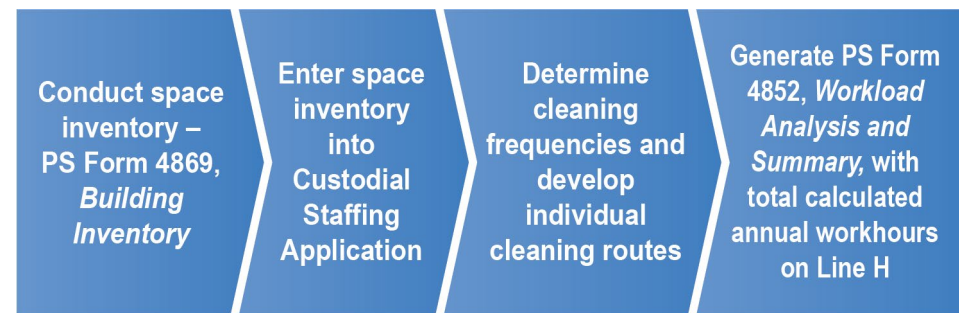 Conduct space
inventory –
PS Form 4869,
Building
Inventory
Enter space
inventory
into
Custodial
Staffing
Application
Determine
cleaning
frequencies and
develop
individual
cleaning routes
Generate PS Form
4852, Workload
Analysis and
Summary, with
total calculated
annual workhours
on Line H